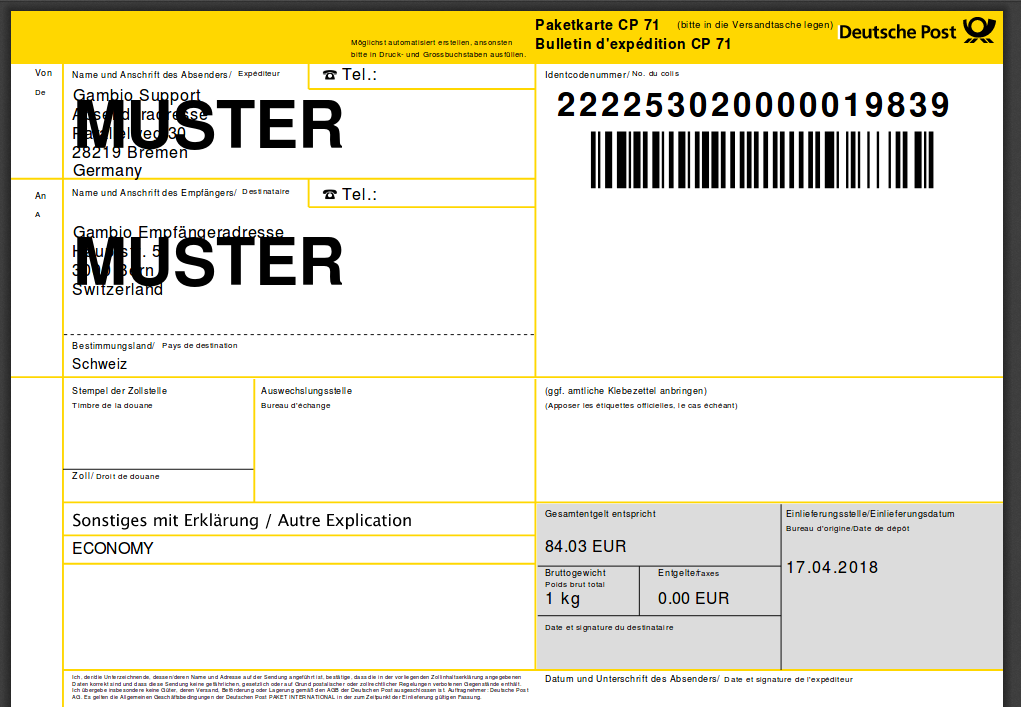 Paketkarte CP 71 (bitte in die Versandtasche legen)
Bulletin d'expédition CP 71
Möglichst automatisiert erstellen, ansonsten
bitte in Druck- und Grossbuchstaben ausfüllen.
Deutsche Post
Von
De
Name und Anschrift des Absenders/ Expéditeur
Tel.:
Gambio Support
MUSTER
28219 Bremen
Germany
Identcodenummer/ No. du colis
222253020000019839
An
A
Name und Anschrift des Empfängers/ Destinataire
Tel.:
Gambio Empfängeradresse
MUSTER
Switzerland
Bestimmungsland/ Pays de destination
Schweiz
Stempel der Zollstelle
Timbre de la douane
Auswechslungsstelle
Bureau d'échange
(ggf. amtliche Klebezettel anbringen)
(Apposer les étiquettes officielles, le cas échéant)
Zoll/ Droit de douane
Sonstiges mit Erklärung / Autre Explication
ECONOMY
Gesamtentgelt entspricht
84.03 EUR
Einlieferungsstelle/Einlieferungsdatum
Bureau d'origine/Date de dépôt
17.04.2018
Bruttogewicht
Poids brut total
1 kg
Entgelte/Taxes
0.00 EUR
Date et signature du destinataire
Ich, der/die Unterzeichnende, dessen/deren Name und Adresse auf der Sendung angeführt ist, bestätige, dass die in der vorliegenden Zollinhaltserklärung angegebenen
Daten korrekt sind und dass diese Sendung keine gefährlichen, gesetzlich oder auf Grund postalischer oder zollrechtlicher Regelungen verbotenen Gegenstände enthält.
Ich übergebe insbesondere keine Güter, deren Versand, Beförderung oder Lagerung gemäß den AGB der Deutschen Post ausgeschlossen ist. Auftragnehmer: Deutsche Post
AG. Es gelten die Allgemeinen Geschäftsbedingungen der Deutschen Post PAKET INTERNATIONAL in der zum Zeitpunkt der Einlieferung gültigen Fassung.
Datum und Unterschrift des Absenders/ Date et signature de l'expéditeur